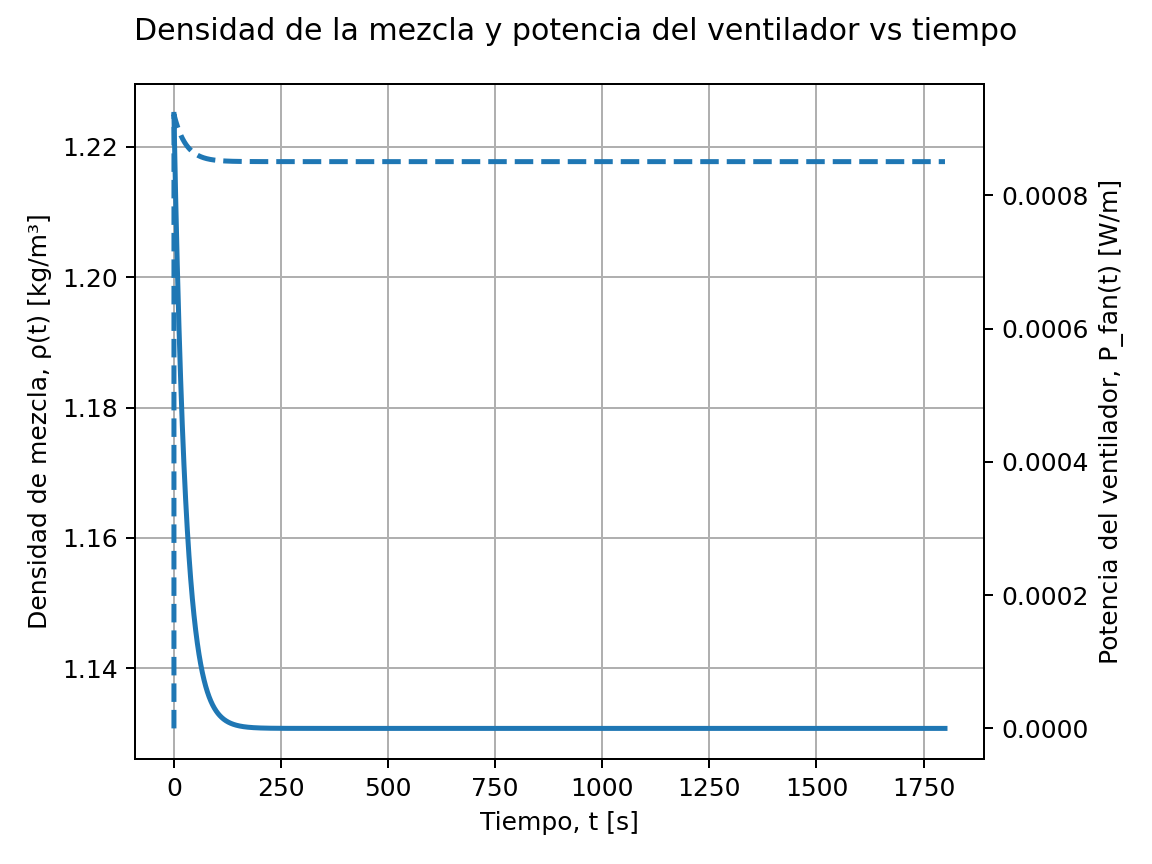 Densidad de la mezcla y potencia del ventilador vs tiempo
Densidad de mezcla, ρ(t) [kg/m³]
1.22
1.20
1.18
1.16
1.14
0 250 500 750 1000 1250 1500 1750
Tiempo, t [s]
0.0008
0.0006
0.0004
0.0002
0.0000
Potencia del ventilador, P_fan(t) [W/m]